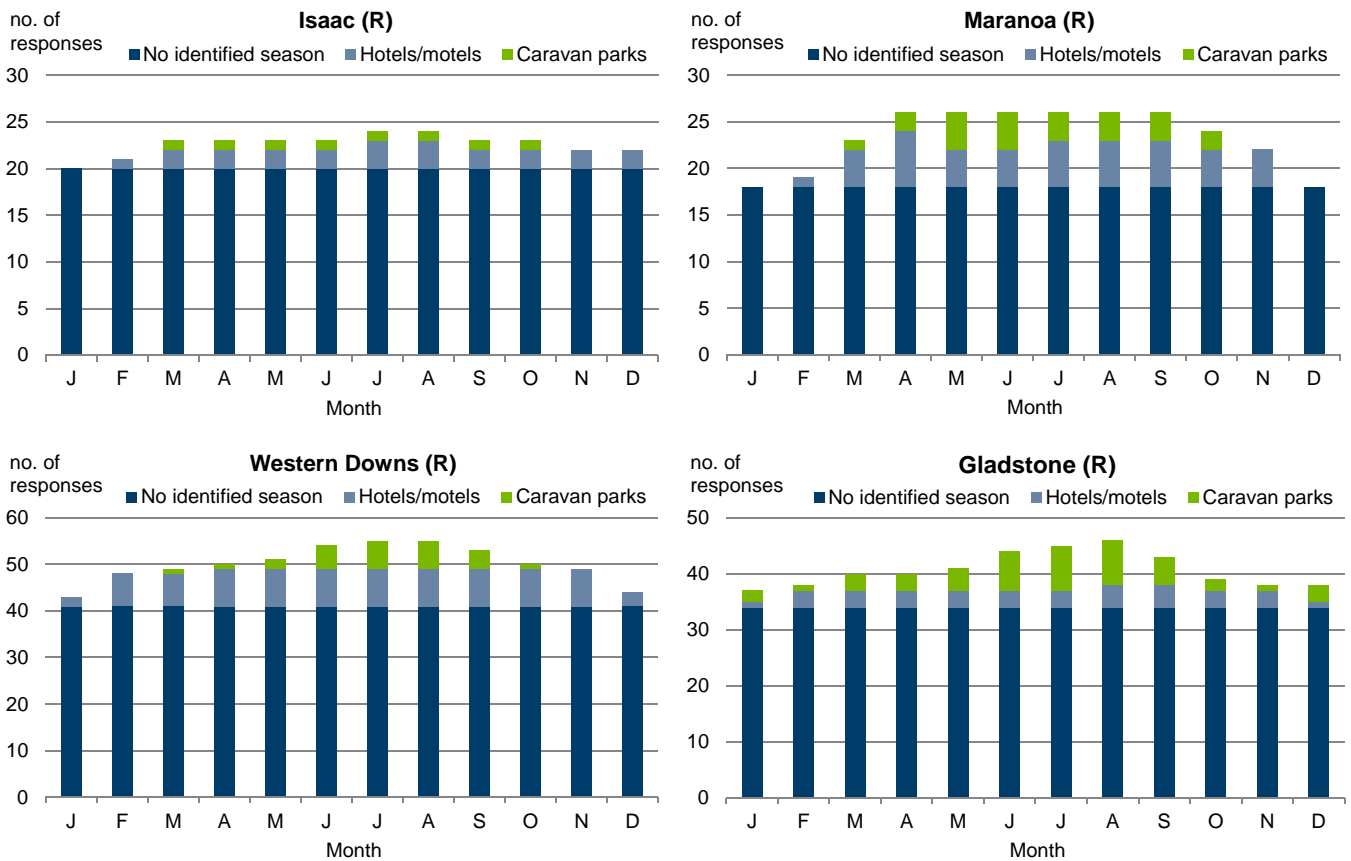 no. of
responses
Isaac (R)
No identified season Hotels/motels Caravan parks
30
25
20
15
10
5
0
J F M A M J J A S O N D
Month
no. of
responses
Maranoa (R)
No identified season Hotels/motels Caravan parks
30
25
20
15
10
5
0
J F M A M J J A S O N D
Month
no. of
responses
Western Downs (R)
No identified season Hotels/motels Caravan parks
60
50
40
30
20
10
0
J F M A M J J A S O N D
Month
no. of
responses
Gladstone (R)
No identified season Hotels/motels Caravan parks
50
40
30
20
10
0
J F M A M J J A S O N D
Month